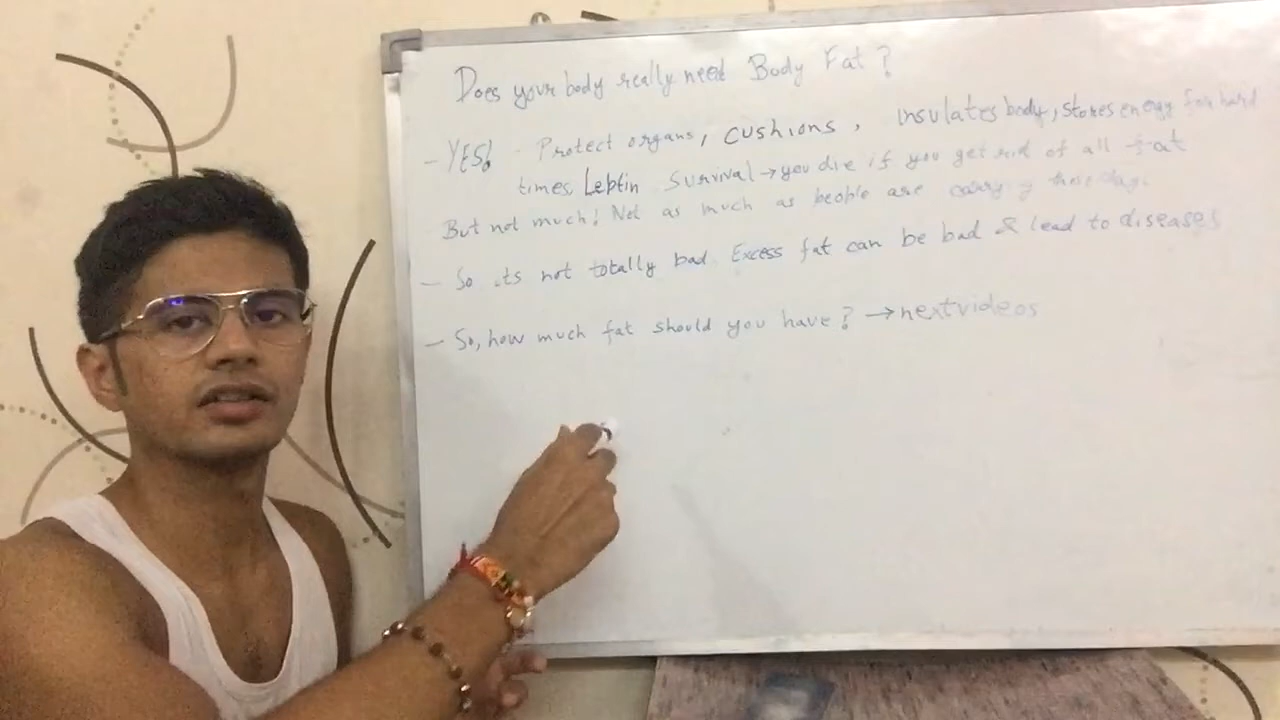 Does your body really need Body Fat?
- YES! - Protect organs, cushions, insulates body, stores energy for hard
times, Leptin Survival → you die if you get rid of all fat
But not much! Not as much as people are carrying these days.
- So its not totally bad. Excess fat can be bad & lead to diseases
- So, how much fat should you have? → next videos